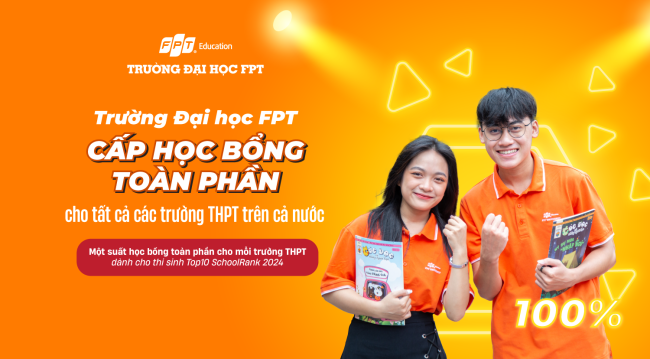 FPT Education
TRƯỜNG ĐẠI HỌC FPT
Trường Đại học FPT
CẤP HỌC BỔNG
TOÀN PHẦN
cho tất cả các trường THPT trên cả nước
Một suất học bổng toàn phần cho mỗi trường THPT
dành cho thí sinh Top10 SchoolRank 2024
Cóc Đọc
100%